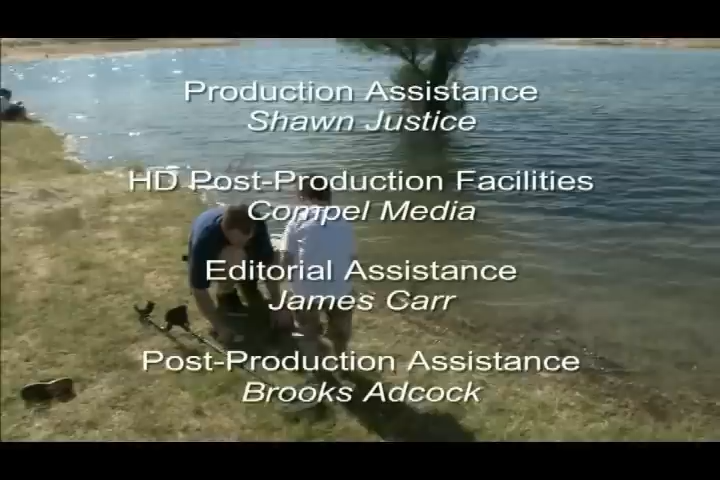 Production Assistance
Shawn Justice
HD Post-Production Facilities
Compel Media
Editorial Assistance
James Carr
Post-Production Assistance
Brooks Adcock